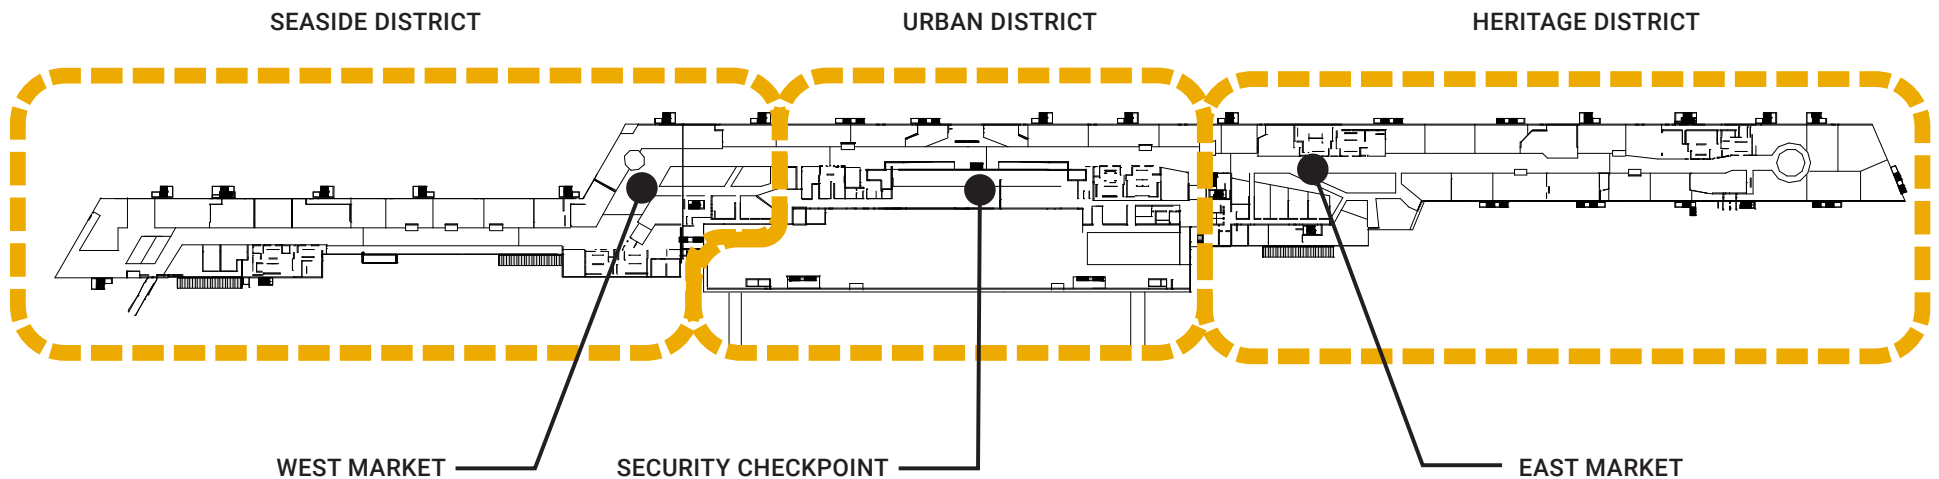 SEASIDE DISTRICT
URBAN DISTRICT
HERITAGE DISTRICT
WEST MARKET
SECURITY CHECKPOINT
EAST MARKET